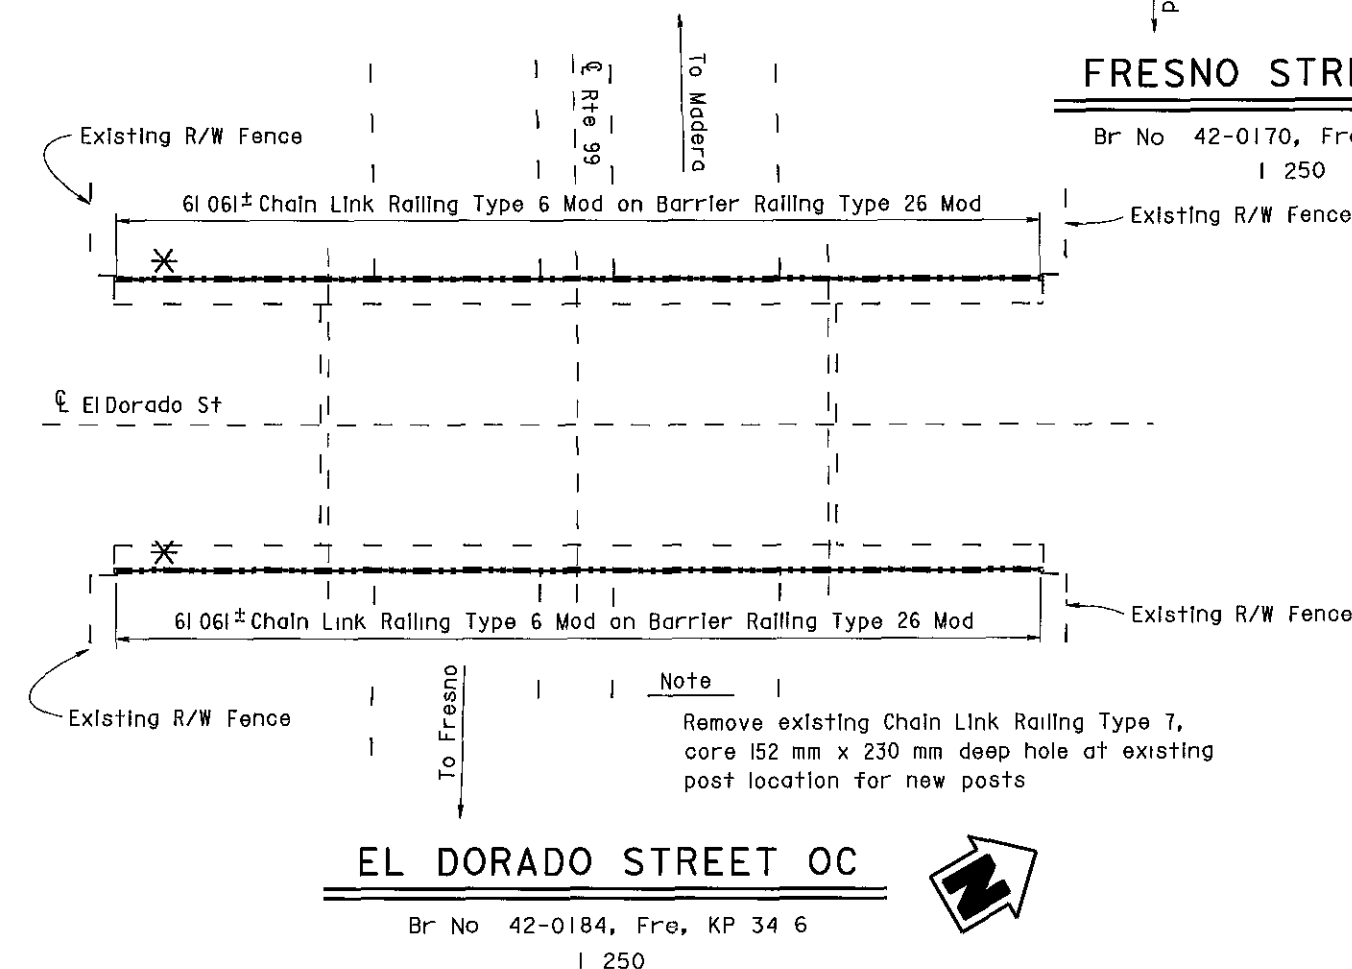 FRESNO STR
Br No 42-0170, Fre
1 250
℄ Rte 99
To Madera
Existing R/W Fence
61 061± Chain Link Railing Type 6 Mod on Barrier Railing Type 26 Mod
Existing R/W Fence
℄ El Dorado St
61 061± Chain Link Railing Type 6 Mod on Barrier Railing Type 26 Mod
Existing R/W Fence
Existing R/W Fence
To Fresno
Note
Remove existing Chain Link Railing Type 7,
core 152 mm x 230 mm deep hole at existing
post location for new posts
EL DORADO STREET OC
Br No 42-0184, Fre, KP 34 6
1 250
N